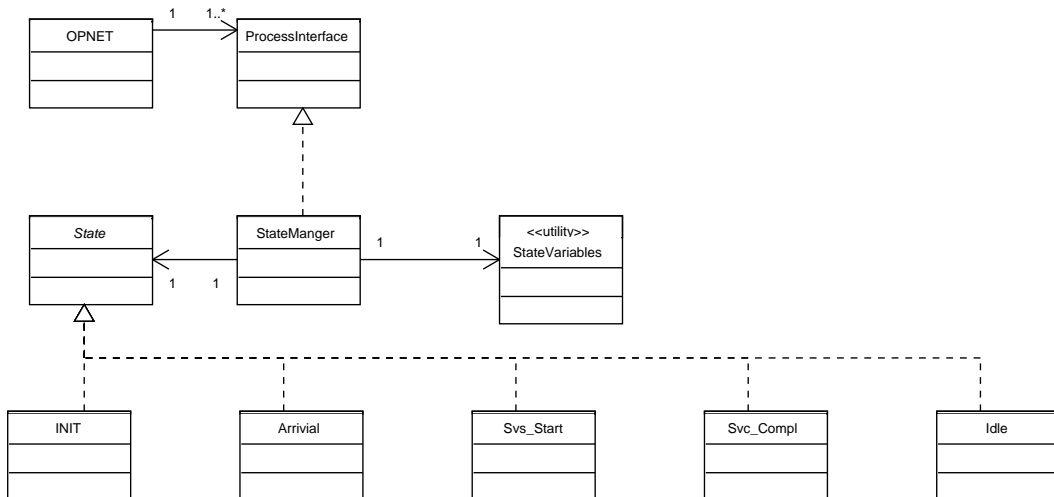 1
1..*
OPNET
ProcessInterface
State
StateManger
<<utility>>
StateVariables
1
1
1
1
INIT
Arrivial
Svs_Start
Svc_Compl
Idle